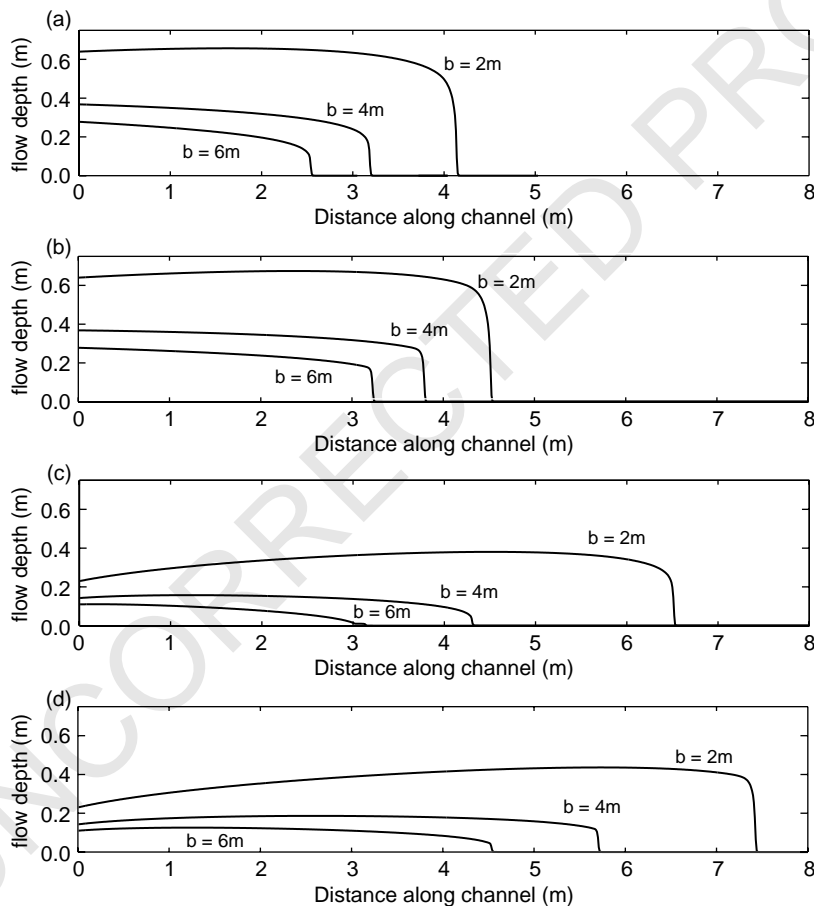 (a)
flow depth (m)
0.6
0.4
0.2
0.0
b = 2m
b = 4m
b = 6m
0 1 2 3 4 5 6 7 8
Distance along channel (m)
(b)
flow depth (m)
0.6
0.4
0.2
0.0
b = 2m
b = 4m
b = 6m
0 1 2 3 4 5 6 7 8
Distance along channel (m)
(c)
flow depth (m)
0.6
0.4
0.2
0.0
b = 2m
b = 4m
b = 6m
0 1 2 3 4 5 6 7 8
Distance along channel (m)
(d)
flow depth (m)
0.6
0.4
0.2
0.0
b = 2m
b = 4m
b = 6m
0 1 2 3 4 5 6 7 8
Distance along channel (m)
NCORRECTED PRO